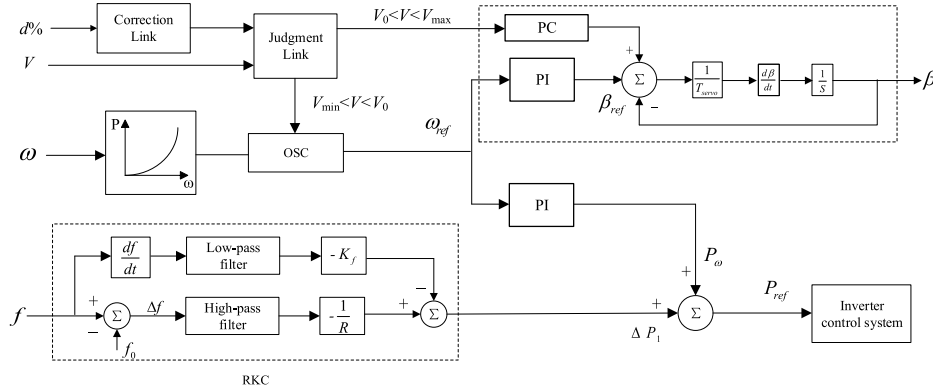 d%
Correction
Link
V
Judgment
Link
V0<V<Vmax
Vmin<V<V0
PC
PI
+
Σ
−
βref
1
Tservo
dβ
dt
1
S
β
ω
P
ω
OSC
ωref
PI
Pω
f
df
dt
Low-pass
filter
- Kf
+
−
Σ
f0
Δf
High-pass
filter
- 1
R
−
+
Σ
+
+
ΔP1
Σ
Pref
Inverter
control system
RKC